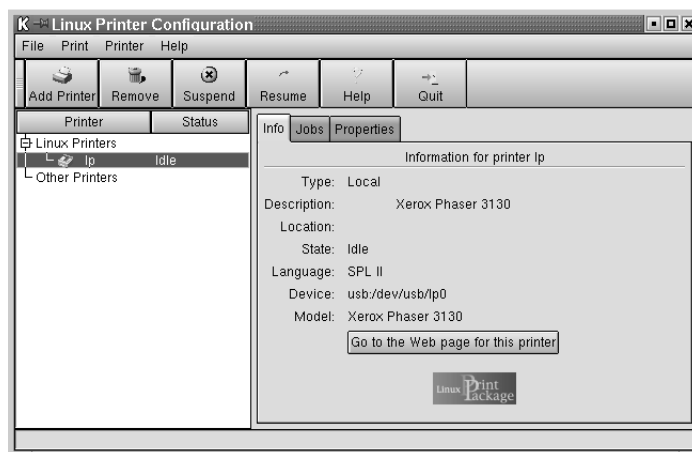 Linux Printer Configuration
File Print Printer Help
Add Printer Remove Suspend Resume Help Quit
Printer Status
Linux Printers
lp Idle
Other Printers
Info Jobs Properties
Information for printer lp
Type: Local
Description: Xerox Phaser 3130
Location:
State: Idle
Language: SPL II
Device: usb:/dev/usb/lp0
Model: Xerox Phaser 3130
Go to the Web page for this printer
Linux Print Package